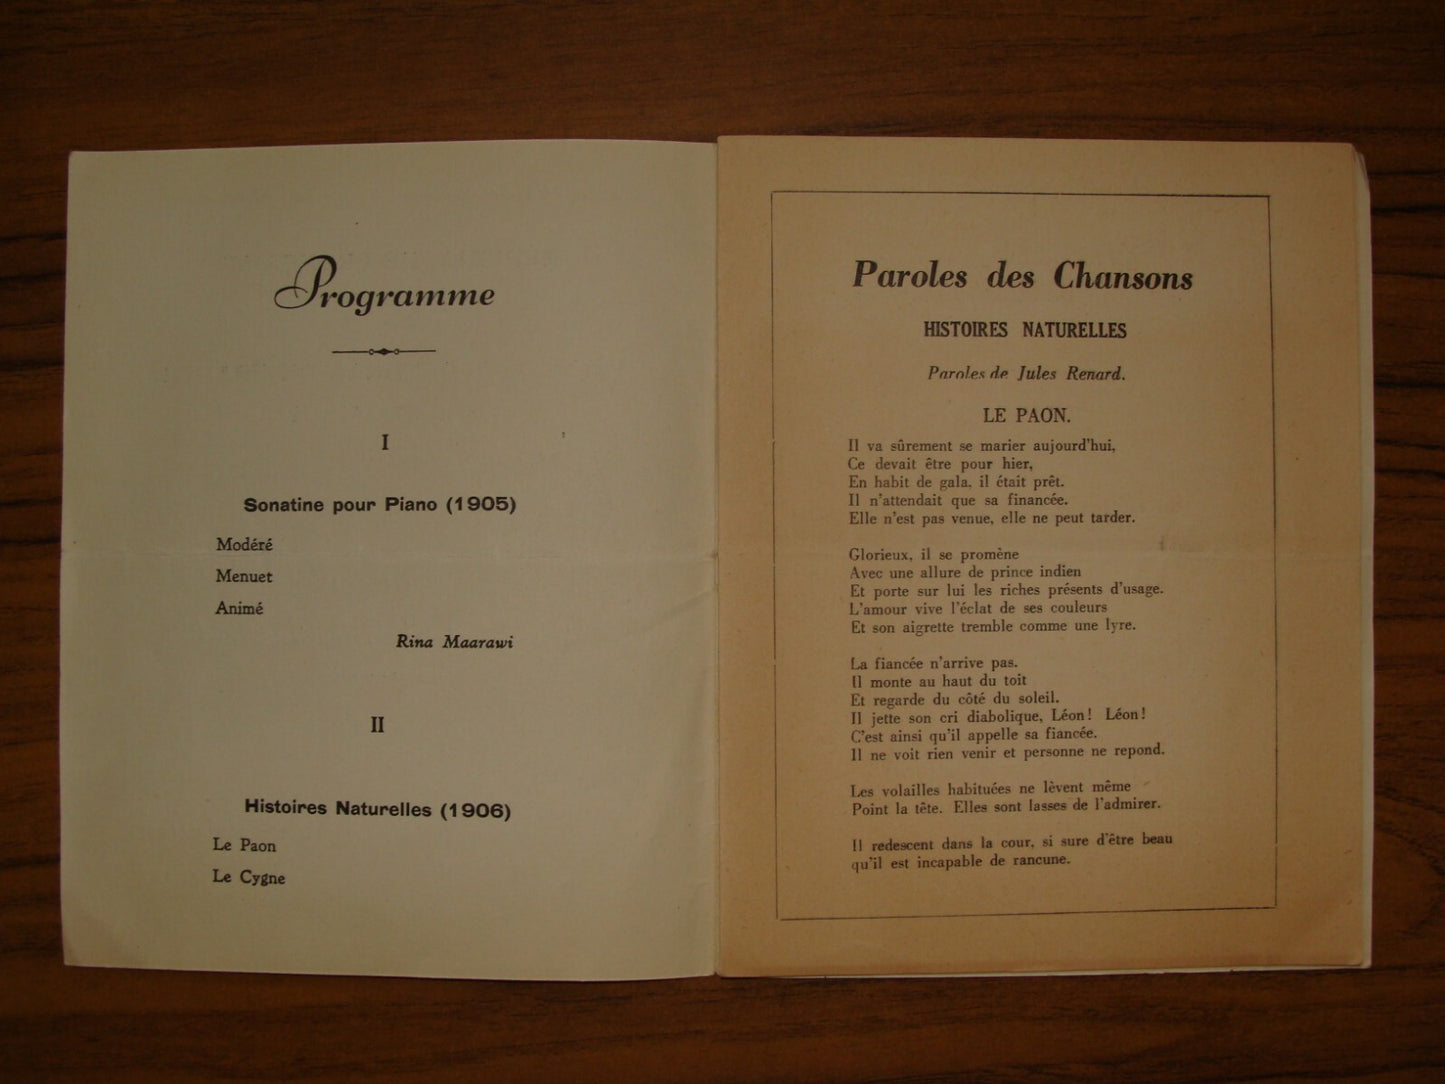 Programme
I
Sonatine pour Piano (1905)
Modéré
Menuet
Animé
Rina Maarawi
II
Histoires Naturelles (1906)
Le Paon
Le Cygne
Paroles des Chansons
HISTOIRES NATURELLES
Paroles de Jules Renard.
LE PAON.
Il va sûrement se marier aujourd'hui,
Ce devait être pour hier,
En habit de gala, il était prêt.
Il n'attendait que sa financée.
Elle n'est pas venue, elle ne peut tarder.
Glorieux, il se promène
Avec une allure de prince indien
Et porte sur lui les riches présents d'usage.
L'amour vive l'éclat de ses couleurs
Et son aigrette tremble comme une lyre.
La fiancée n'arrive pas.
Il monte au haut du toit
Et regarde du côté du soleil.
Il jette son cri diabolique, Léon! Léon!
C'est ainsi qu'il appelle sa fiancée.
Il ne voit rien venir et personne ne repond.
Les volailles habituées ne lèvent même
Point la tête. Elles sont lasses de l'admirer.
Il redescent dans la cour, si sure d'être beau
qu'il est incapable de rancune.